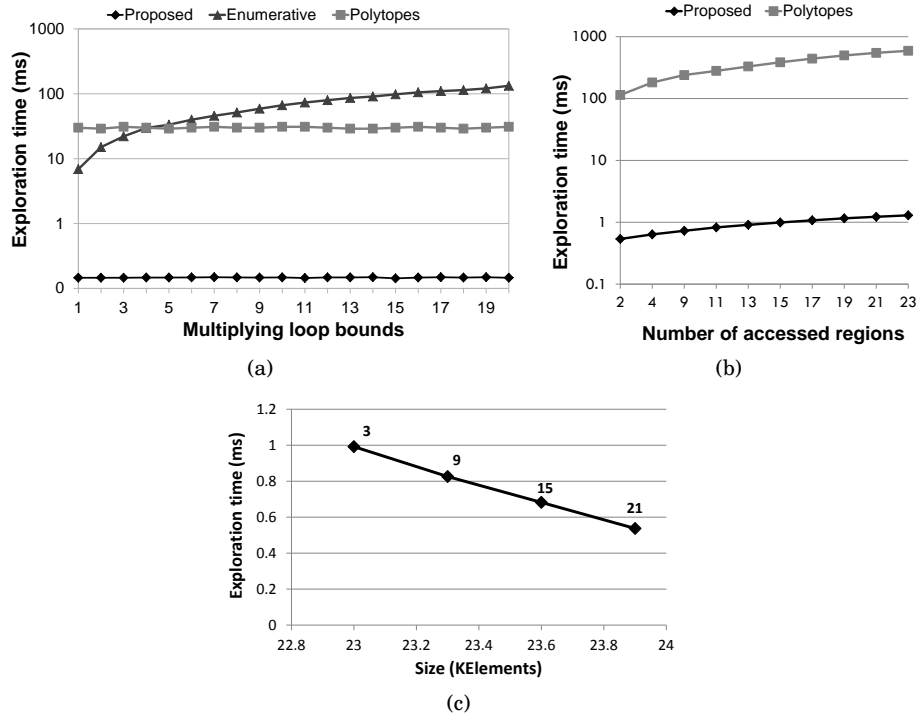 Proposed Enumerative Polytopes
Exploration time (ms)
1000
100
10
1
0
1 3 5 7 9 11 13 15 17 19
Multiplying loop bounds
(a)
Proposed Polytopes
Exploration time (ms)
1000
100
10
1
0.1
2 4 9 11 13 15 17 19 21 23
Number of accessed regions
(b)
Exploration time (ms)
1.2
1
0.8
0.6
0.4
0.2
0
3
9
15
21
22.8 23 23.2 23.4 23.6 23.8 24
Size (KElements)
(c)